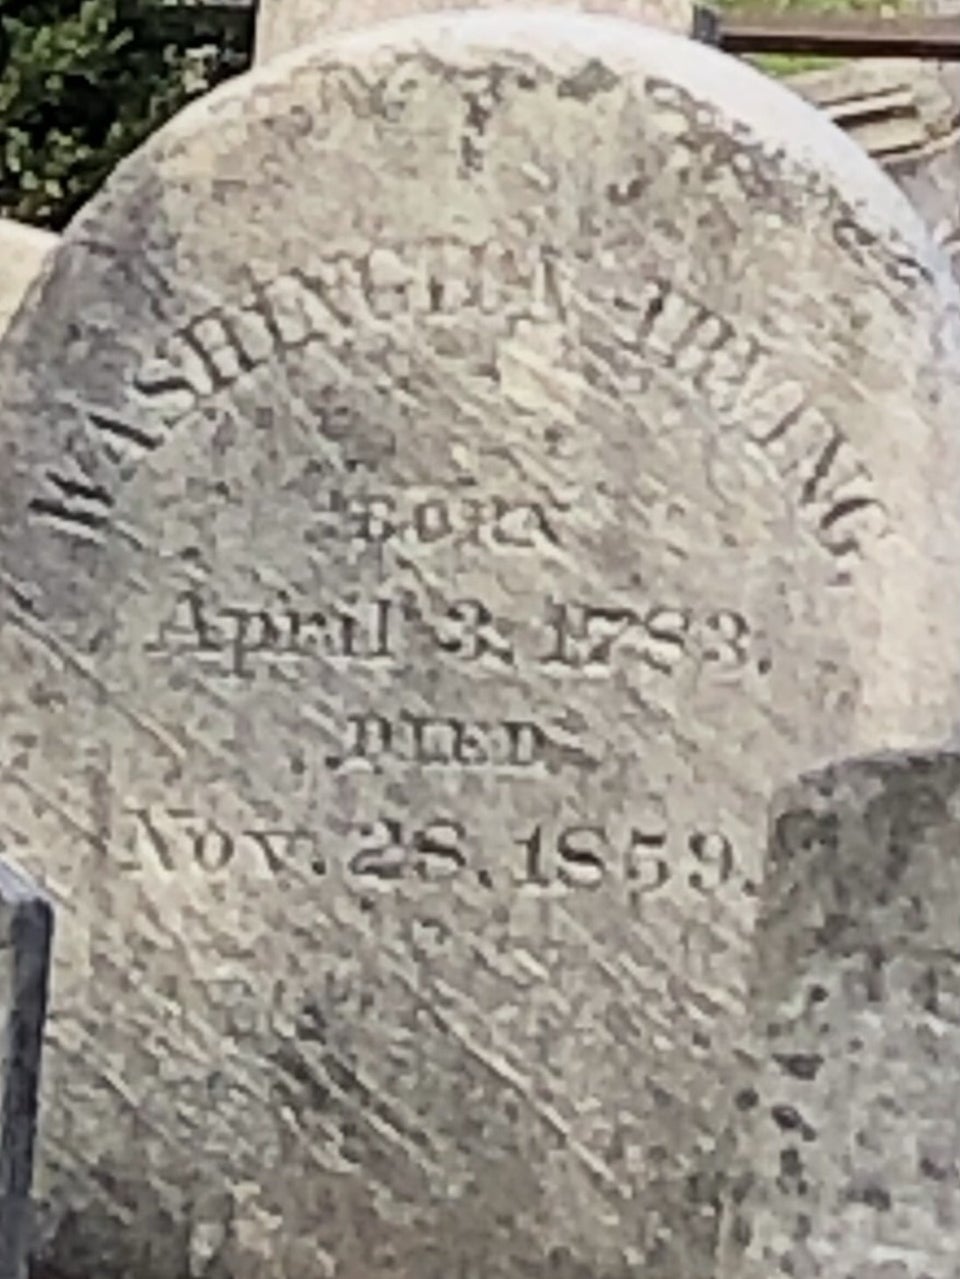 WASHINGTON IRVING
BORN
April 3, 1783.
DIED
Nov. 28, 1859.